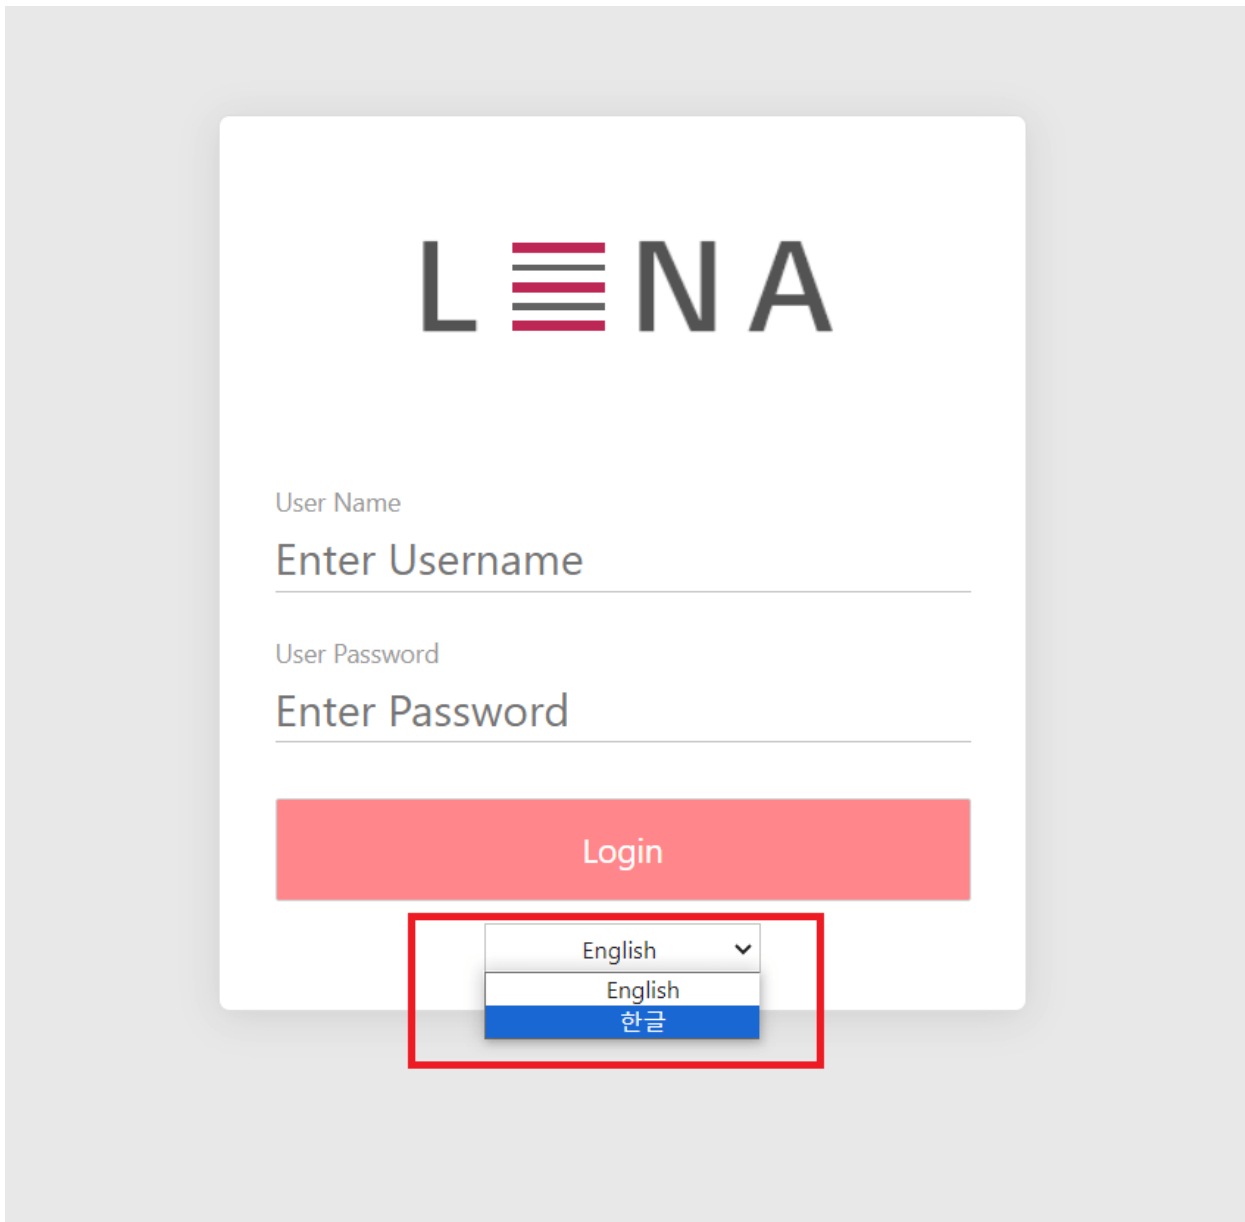 LENA
User Name
Enter Username
User Password
Enter Password
Login
English
English
한글